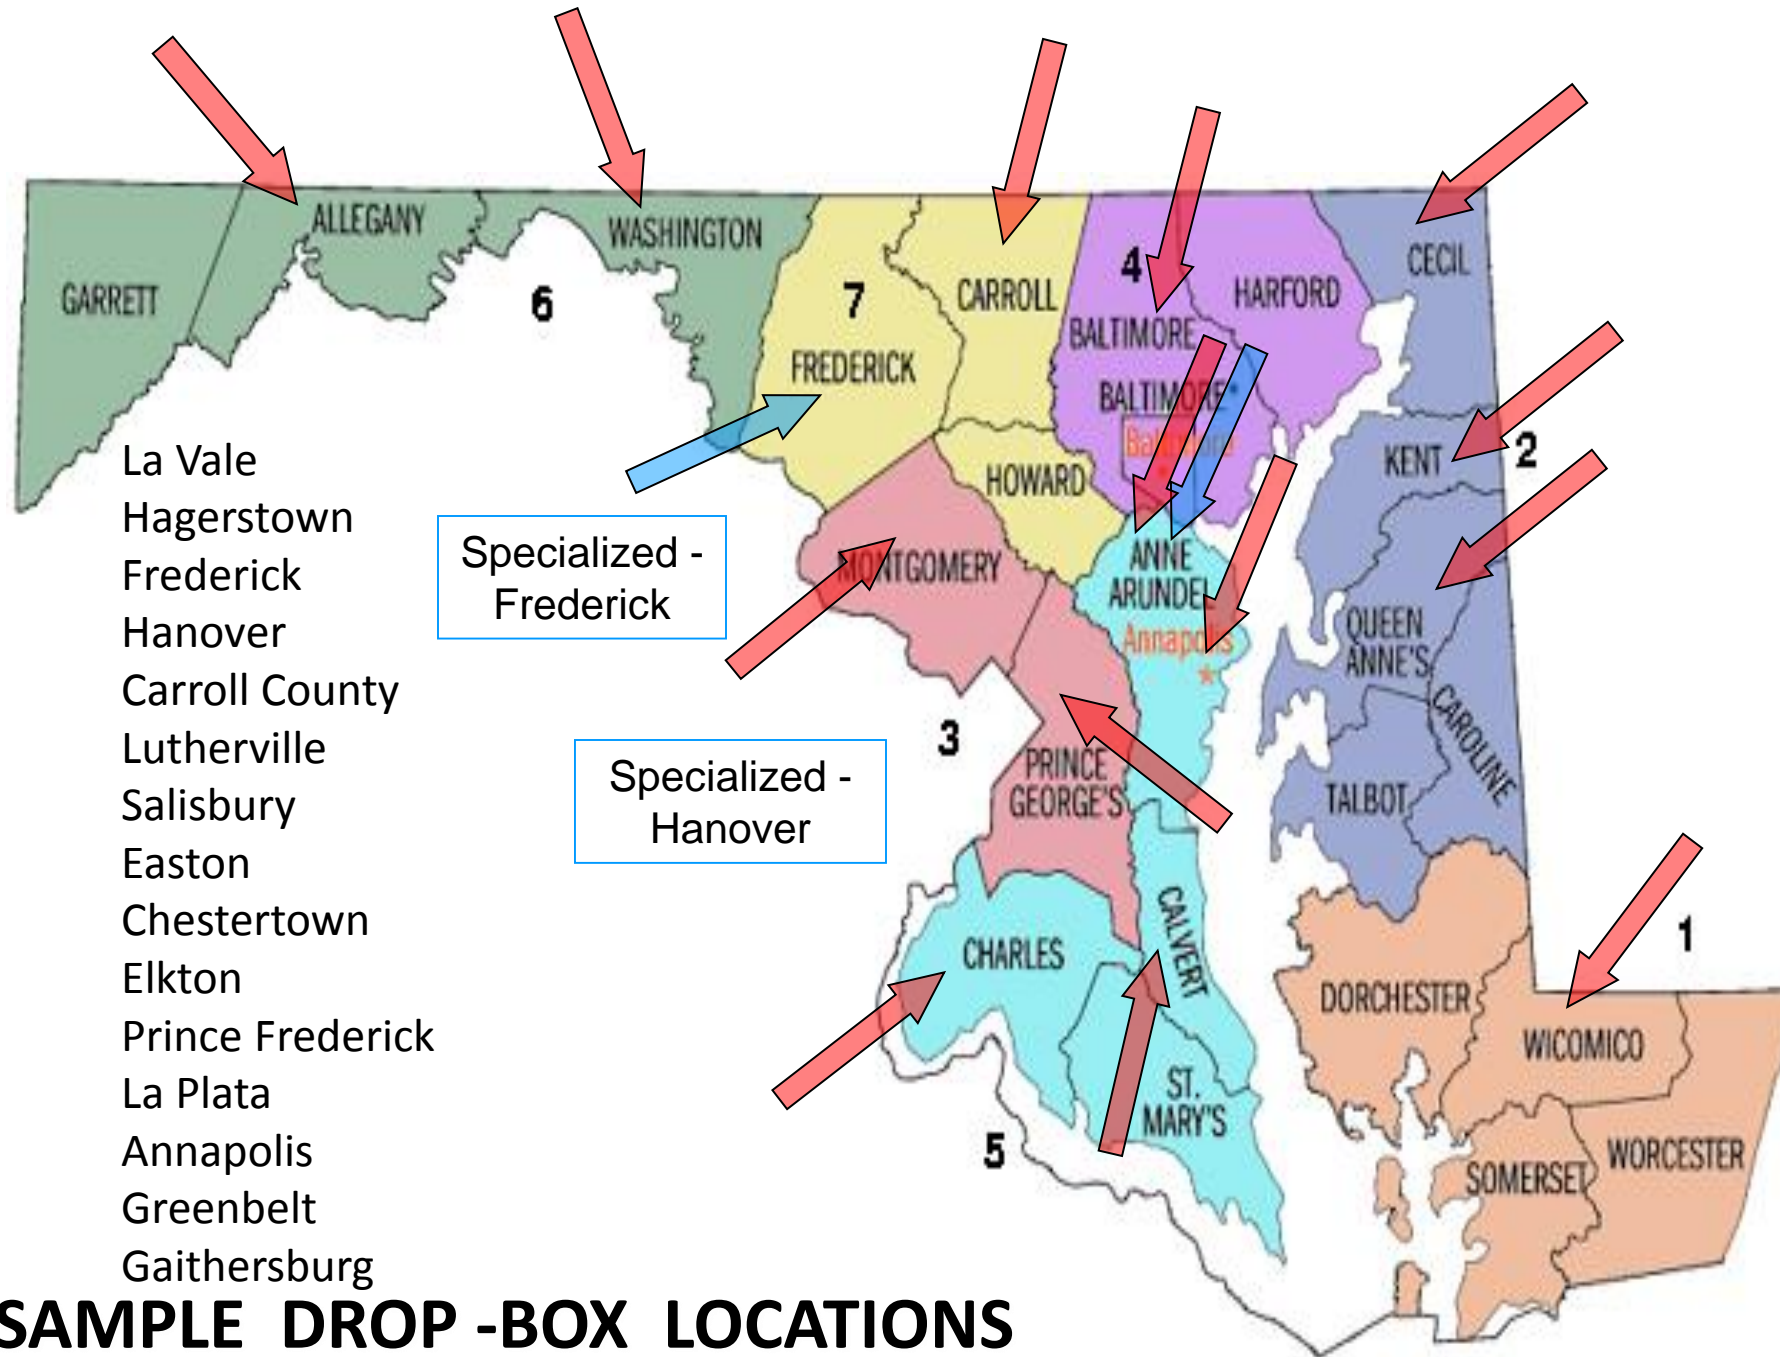 GARRETT
ALLEGANY
WASHINGTON
6
7
FREDERICK
CARROLL
4
BALTIMORE
BALTIMORE
Baltimore
HARFORD
CECIL
HOWARD
KENT
2
MONTGOMERY
ANNE
ARUNDEL
Annapolis
QUEEN
ANNE'S
CAROLINE
TALBOT
3
PRINCE
GEORGE'S
CHARLES
CALVERT
ST.
MARY'S
5
1
DORCHESTER
WICOMICO
SOMERSET
WORCESTER
La Vale
Hagerstown
Frederick
Hanover
Carroll County
Lutherville
Salisbury
Easton
Chestertown
Elkton
Prince Frederick
La Plata
Annapolis
Greenbelt
Gaithersburg
Specialized -
Frederick
Specialized -
Hanover
SAMPLE DROP -BOX LOCATIONS